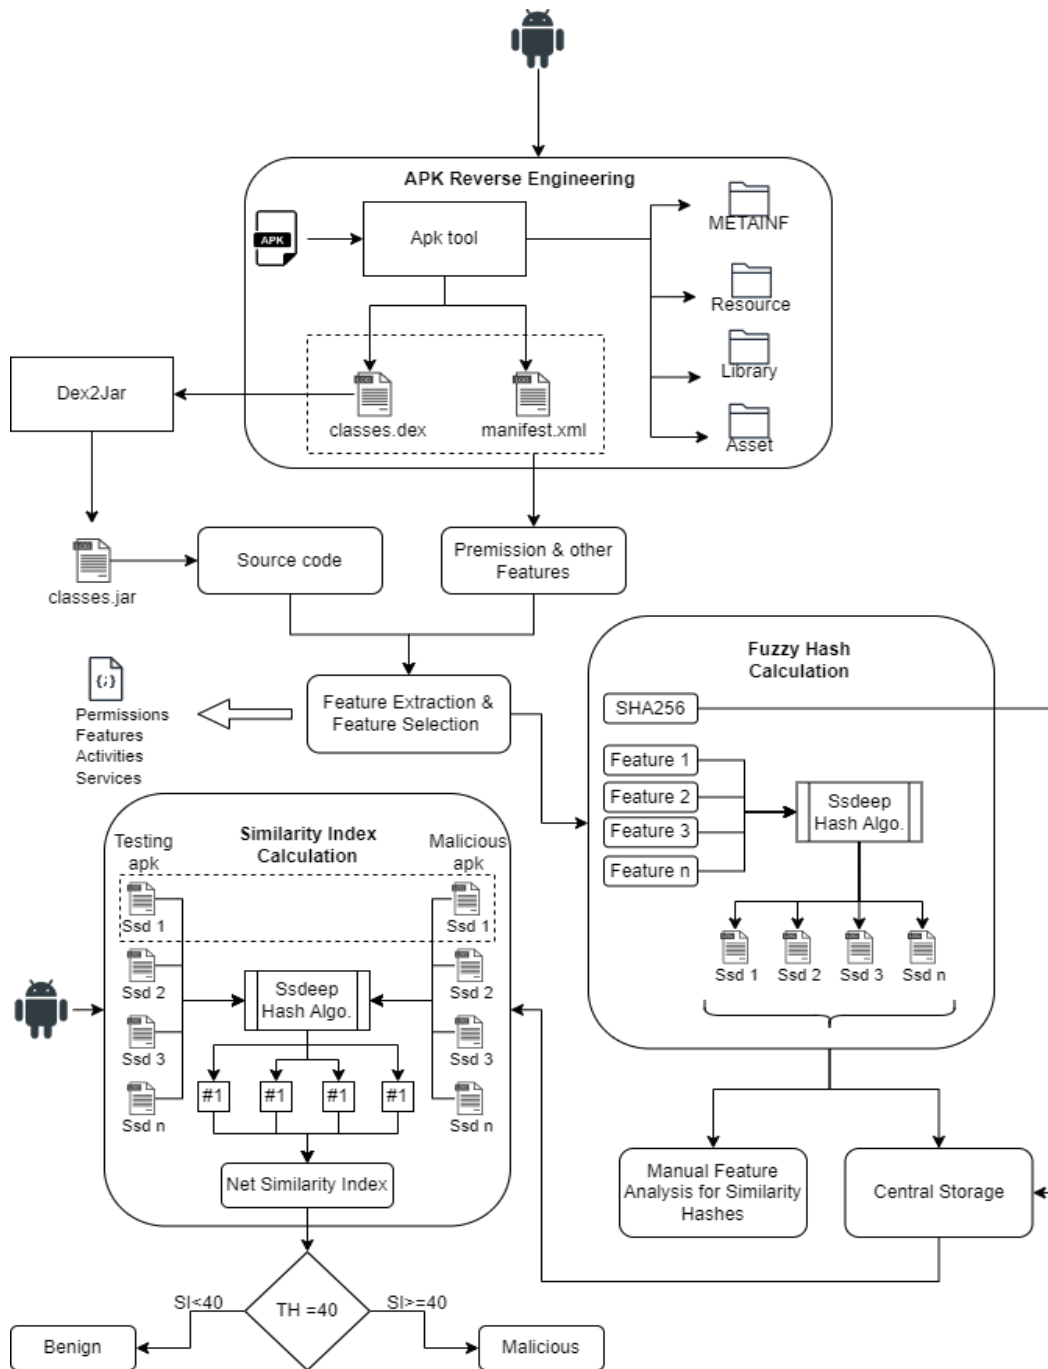 APK Reverse Engineering
APK
Apk tool
METAINF
Resource
Library
Asset
classes.dex
manifest.xml
Dex2Jar
classes.jar
Source code
Premission & other
Features
Feature Extraction &
Feature Selection
{;}
Permissions
Features
Activities
Services
Fuzzy Hash
Calculation
SHA256
Feature 1
Feature 2
Feature 3
Feature n
Ssdeep
Hash Algo.
Ssd 1
Ssd 2
Ssd 3
Ssd n
Manual Feature
Analysis for Similarity
Hashes
Central Storage
Similarity Index
Calculation
Testing
apk
Malicious
apk
Ssd 1
Ssd 1
Ssd 2
Ssd 2
Ssd 3
Ssd 3
Ssd n
Ssd n
Ssdeep
Hash Algo.
#1
#1
#1
#1
Net Similarity Index
TH =40
SI<40
SI>=40
Benign
Malicious